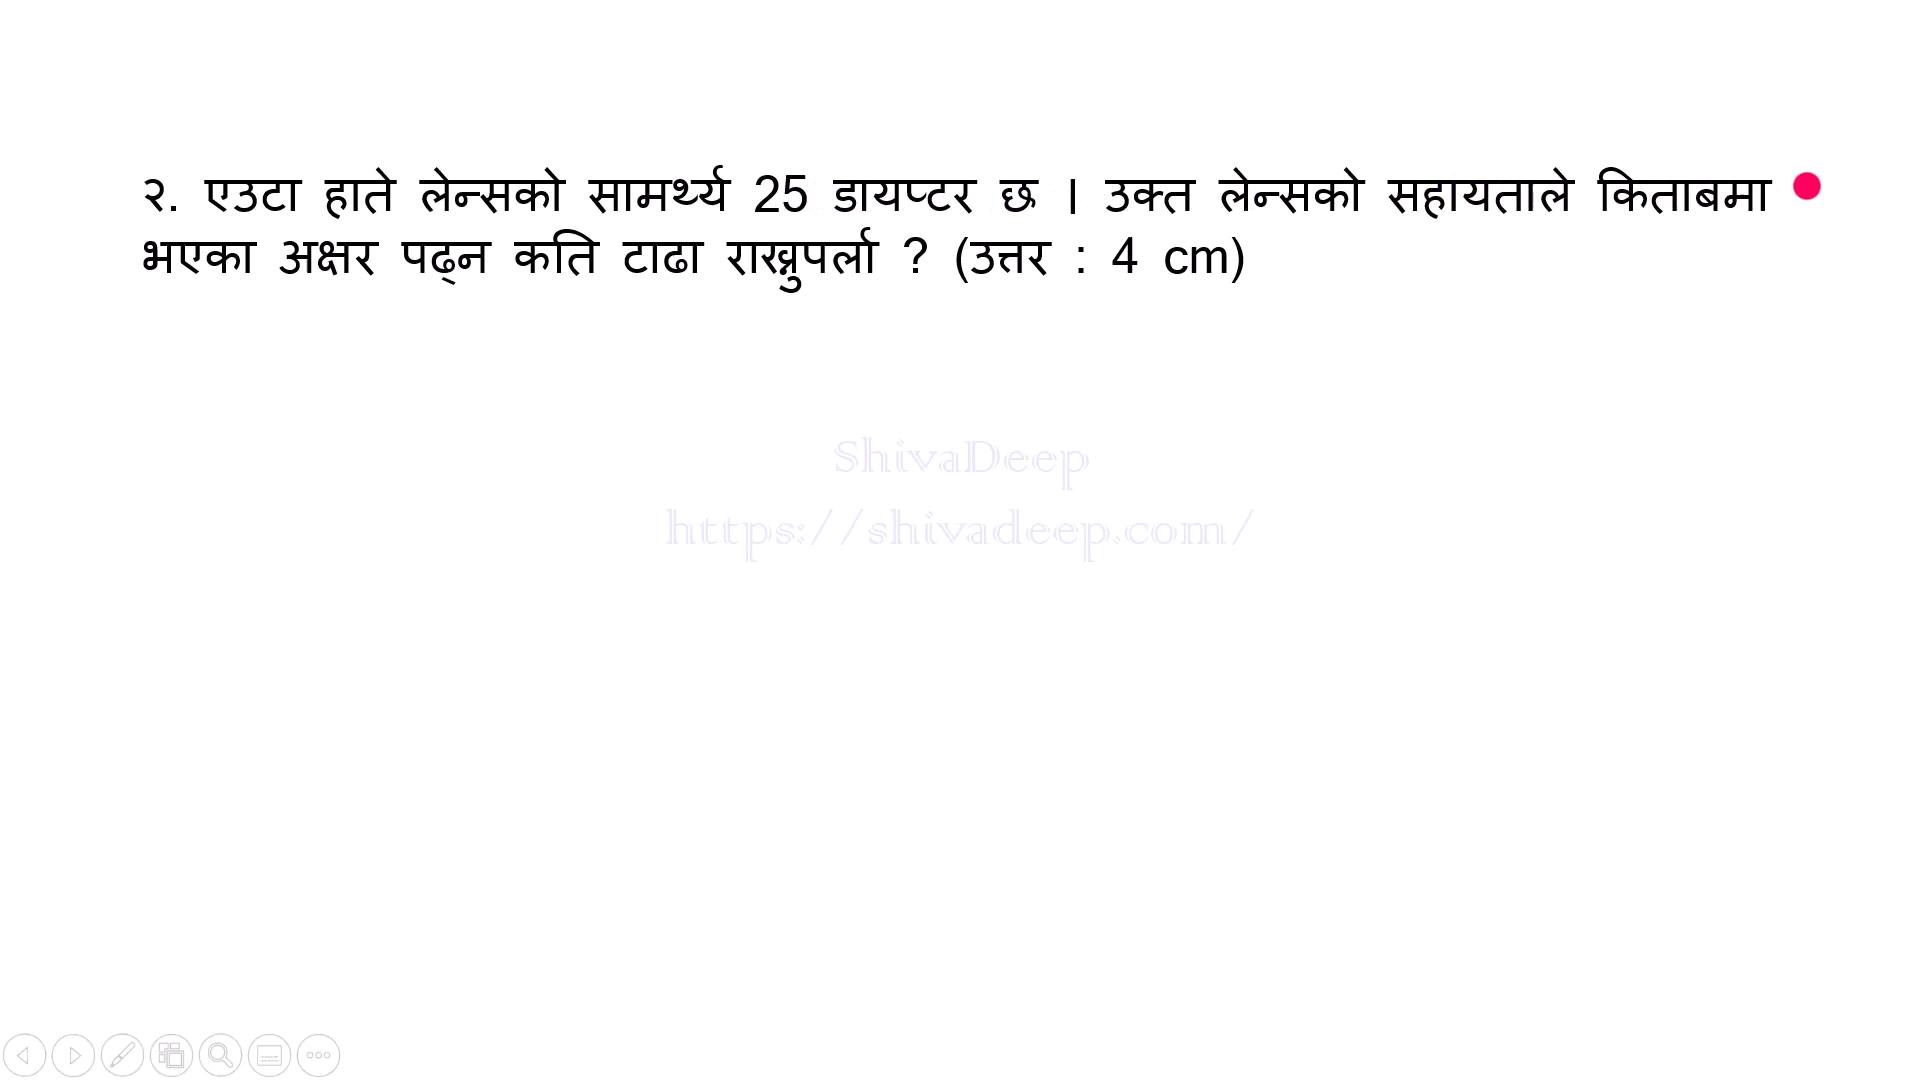 २. एउटा हाते लेन्सको सामर्थ्य 25 डायप्टर छ । उक्त लेन्सको सहायताले किताबमा
भएका अक्षर पढ्न कति टाढा राख्नुपर्ला ? (उत्तर : 4 cm)
ShivaDeep
https://shivadeep.com/